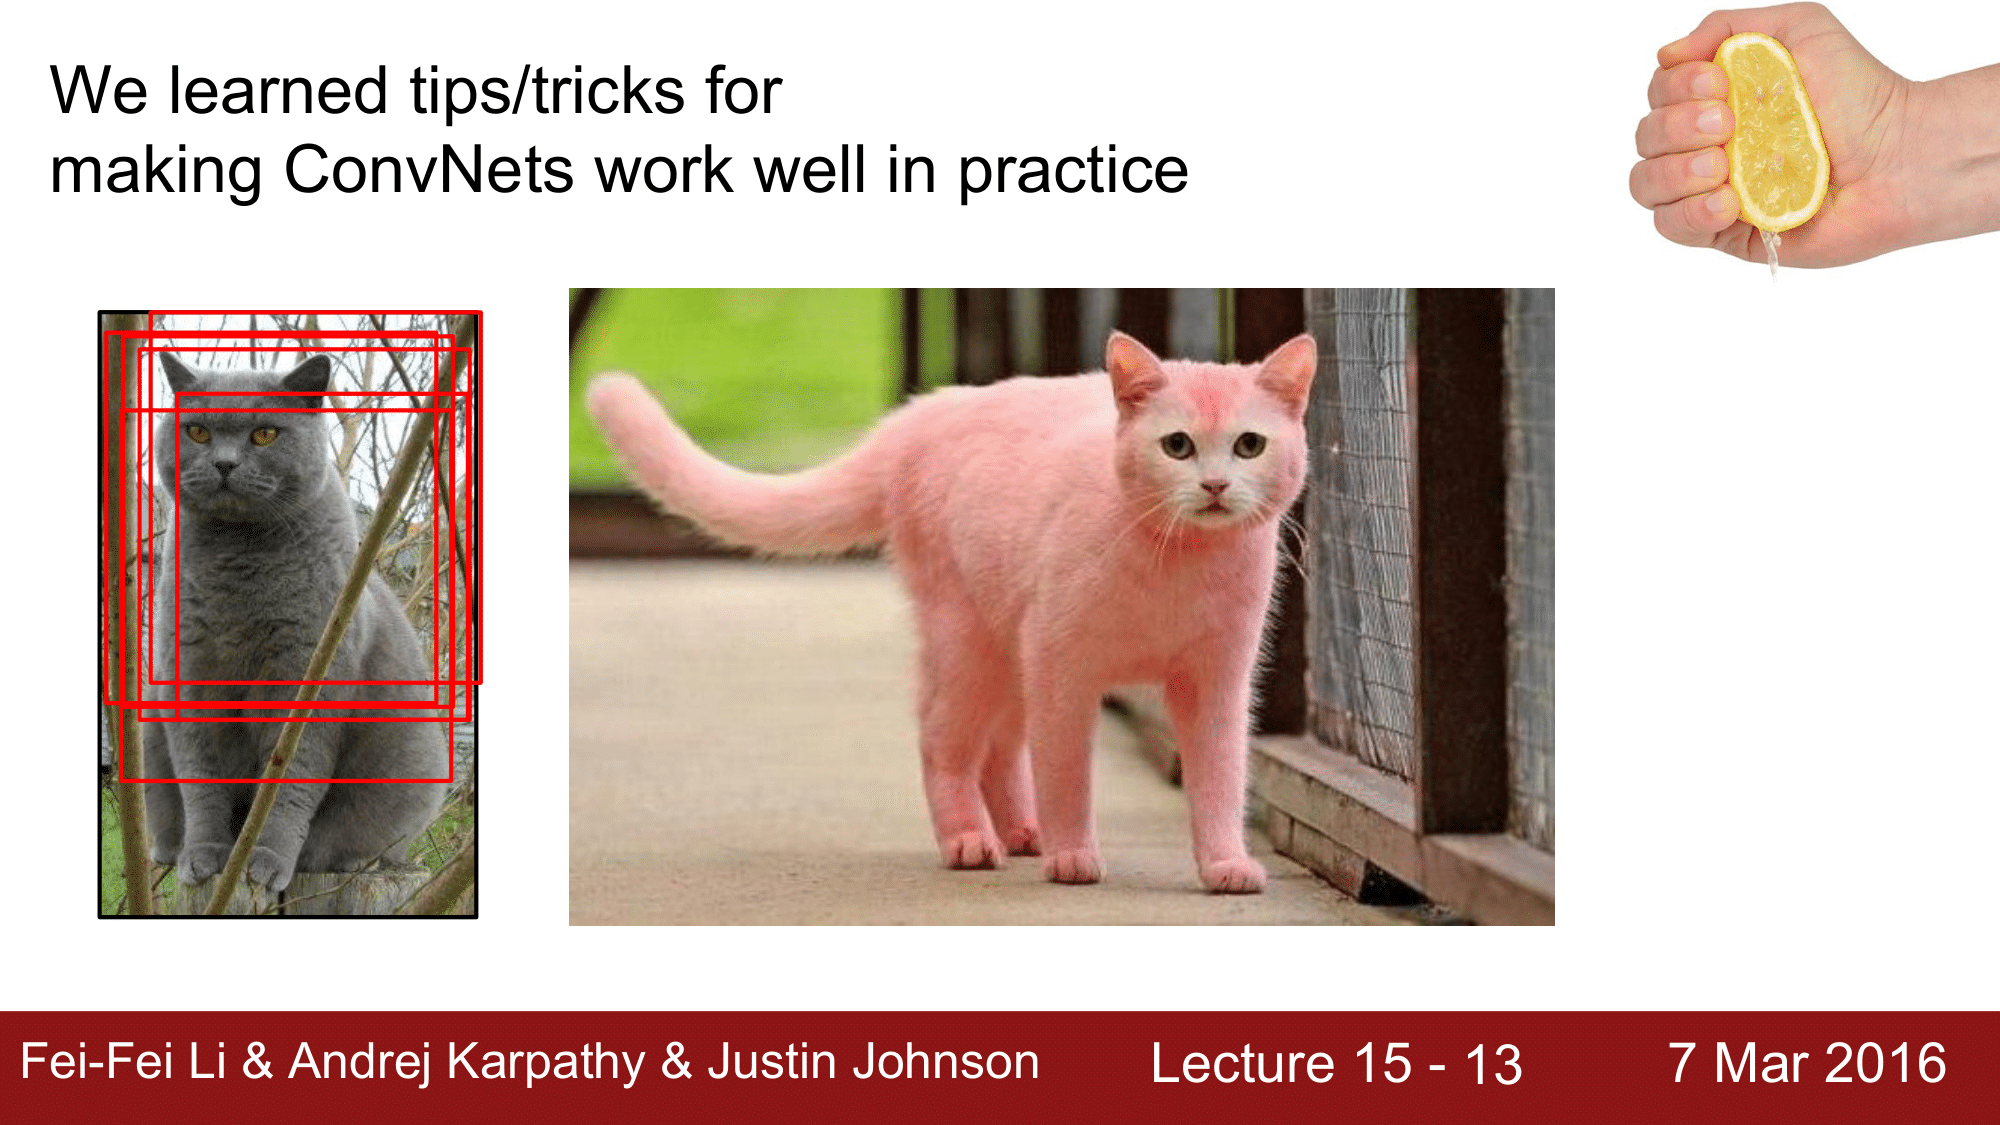 We learned tips/tricks for
making ConvNets work well in practice
Fei-Fei Li & Andrej Karpathy & Justin Johnson
Lecture 15 - 13
7 Mar 2016